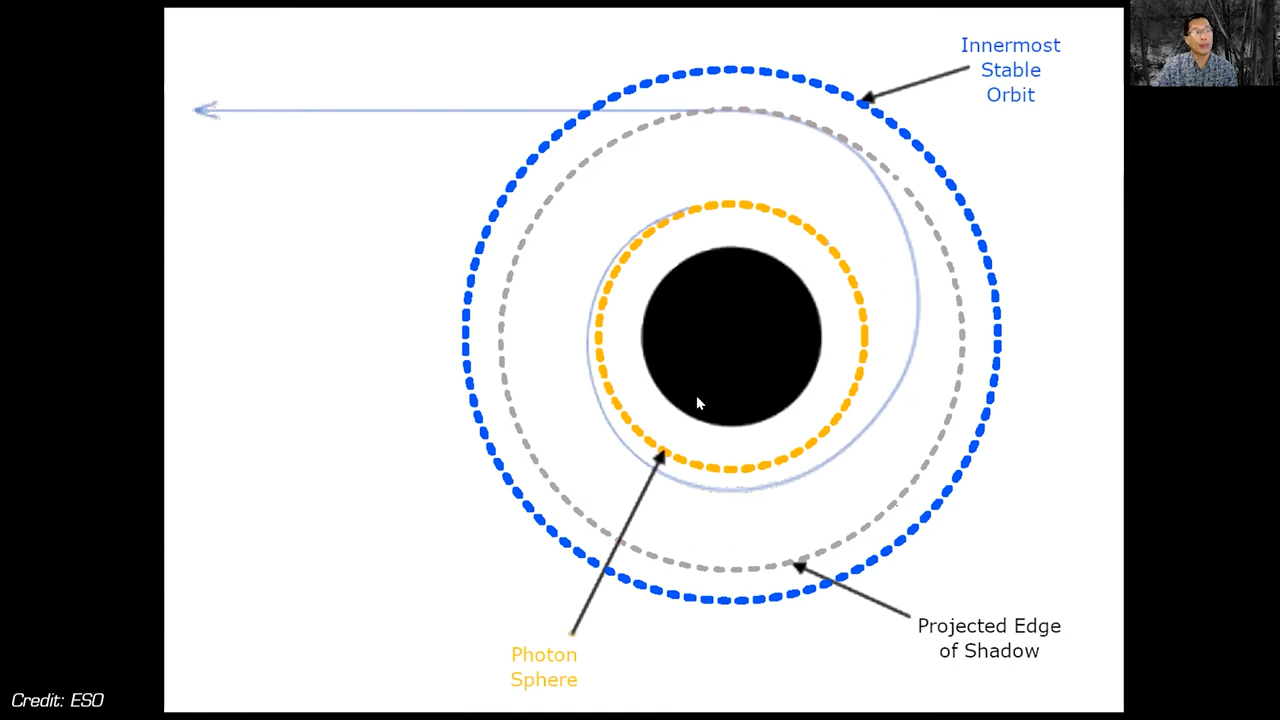 Innermost
Stable
Orbit
Projected Edge
of Shadow
Photon
Sphere
Credit: ESO